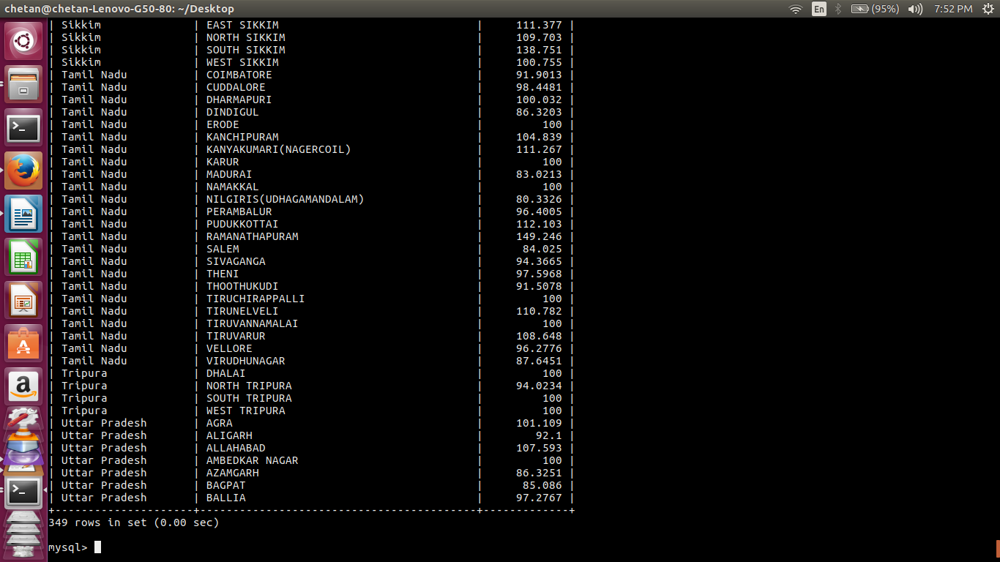 chetan@chetan-Lenovo-G50-80: ~/Desktop En (95%) 7:52 PM
| Sikkim | EAST SIKKIM | 111.377 |
| Sikkim | NORTH SIKKIM | 109.703 |
| Sikkim | SOUTH SIKKIM | 138.751 |
| Sikkim | WEST SIKKIM | 100.755 |
| Tamil Nadu | COIMBATORE | 91.9013 |
| Tamil Nadu | CUDDALORE | 98.4481 |
| Tamil Nadu | DHARMAPURI | 100.032 |
| Tamil Nadu | DINDIGUL | 86.3203 |
| Tamil Nadu | ERODE | 100 |
| Tamil Nadu | KANCHIPURAM | 104.839 |
| Tamil Nadu | KANYAKUMARI(NAGERCOIL) | 111.267 |
| Tamil Nadu | KARUR | 100 |
| Tamil Nadu | MADURAI | 83.0213 |
| Tamil Nadu | NAMAKKAL | 100 |
| Tamil Nadu | NILGIRIS(UDHAGAMANDALAM) | 80.3326 |
| Tamil Nadu | PERAMBALUR | 96.4005 |
| Tamil Nadu | PUDUKKOTTAI | 112.103 |
| Tamil Nadu | RAMANATHAPURAM | 149.246 |
| Tamil Nadu | SALEM | 84.025 |
| Tamil Nadu | SIVAGANGA | 94.3665 |
| Tamil Nadu | THENI | 97.5968 |
| Tamil Nadu | THOOTHUKUDI | 91.5078 |
| Tamil Nadu | TIRUCHIRAPPALLI | 100 |
| Tamil Nadu | TIRUNELVELI | 110.782 |
| Tamil Nadu | TIRUVANNAMALAI | 100 |
| Tamil Nadu | TIRUVARUR | 108.648 |
| Tamil Nadu | VELLORE | 96.2776 |
| Tamil Nadu | VIRUDHUNAGAR | 87.6451 |
| Tripura | DHALAI | 100 |
| Tripura | NORTH TRIPURA | 94.0234 |
| Tripura | SOUTH TRIPURA | 100 |
| Tripura | WEST TRIPURA | 100 |
| Uttar Pradesh | AGRA | 101.109 |
| Uttar Pradesh | ALIGARH | 92.1 |
| Uttar Pradesh | ALLAHABAD | 107.593 |
| Uttar Pradesh | AMBEDKAR NAGAR | 100 |
| Uttar Pradesh | AZAMGARH | 86.3251 |
| Uttar Pradesh | BAGPAT | 85.086 |
| Uttar Pradesh | BALLIA | 97.2767 |
+---------------------+------------------------------------------+-------------+
349 rows in set (0.00 sec)
mysql>